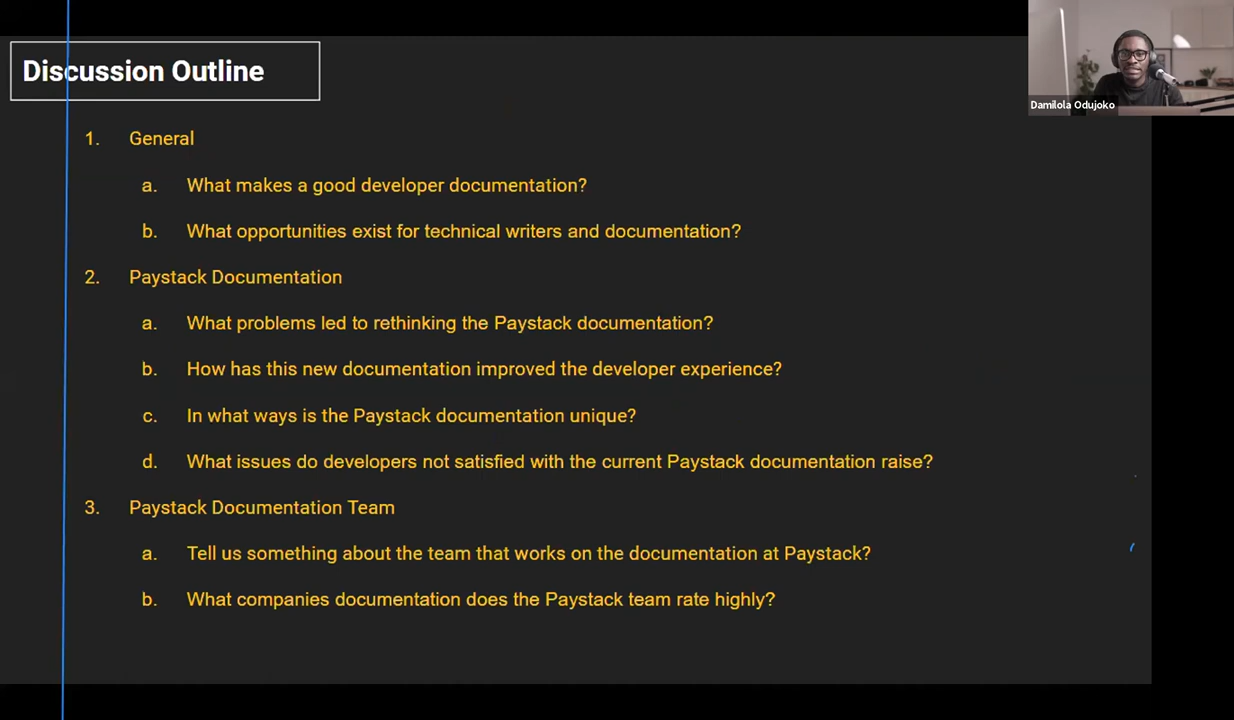 Discussion Outline
Damilola Odujoko
1. General
a. What makes a good developer documentation?
b. What opportunities exist for technical writers and documentation?
2. Paystack Documentation
a. What problems led to rethinking the Paystack documentation?
b. How has this new documentation improved the developer experience?
c. In what ways is the Paystack documentation unique?
d. What issues do developers not satisfied with the current Paystack documentation raise?
3. Paystack Documentation Team
a. Tell us something about the team that works on the documentation at Paystack?
b. What companies documentation does the Paystack team rate highly?